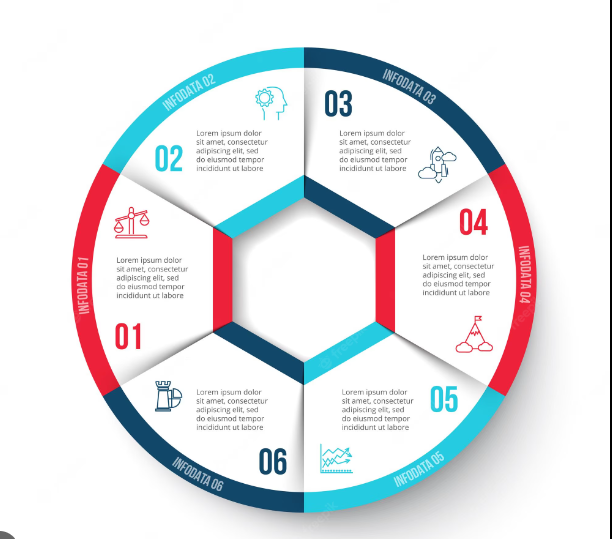 INFODATA 01
Lorem ipsum dolor
sit amet, consectetur
adipiscing elit, sed
do eiusmod tempor
incididunt ut labore
01
INFODATA 02
Lorem ipsum dolor
sit amet, consectetur
adipiscing elit, sed
do eiusmod tempor
incididunt ut labore
02
INFODATA 03
03
Lorem ipsum dolor
sit amet, consectetur
adipiscing elit, sed
do eiusmod tempor
incididunt ut labore
INFODATA 04
04
Lorem ipsum dolor
sit amet, consectetur
adipiscing elit, sed
do eiusmod tempor
incididunt ut labore
INFODATA 05
Lorem ipsum dolor
sit amet, consectetur
adipiscing elit, sed
do eiusmod tempor
incididunt ut labore
05
INFODATA 06
Lorem ipsum dolor
sit amet, consectetur
adipiscing elit, sed
do eiusmod tempor
incididunt ut labore
06